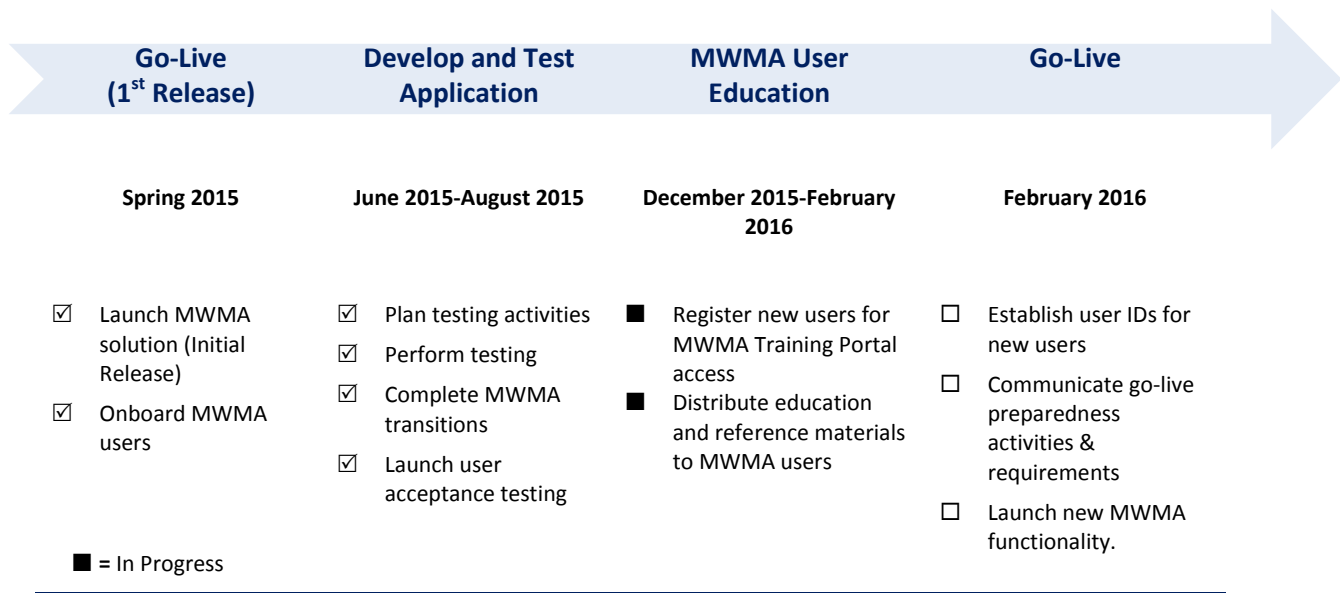 Go-Live
(1st Release)
Develop and Test
Application
MWMA User
Education
Go-Live
Spring 2015
June 2015-August 2015
December 2015-February
2016
February 2016
☑ Launch MWMA
solution (Initial
Release)
☑ Onboard MWMA
users
☑ Plan testing activities
☑ Perform testing
☑ Complete MWMA
transitions
☑ Launch user
acceptance testing
■ Register new users for
MWMA Training Portal
access
■ Distribute education
and reference materials
to MWMA users
☐ Establish user IDs for
new users
☐ Communicate go-live
preparedness
activities &
requirements
☐ Launch new MWMA
functionality.
■ = In Progress